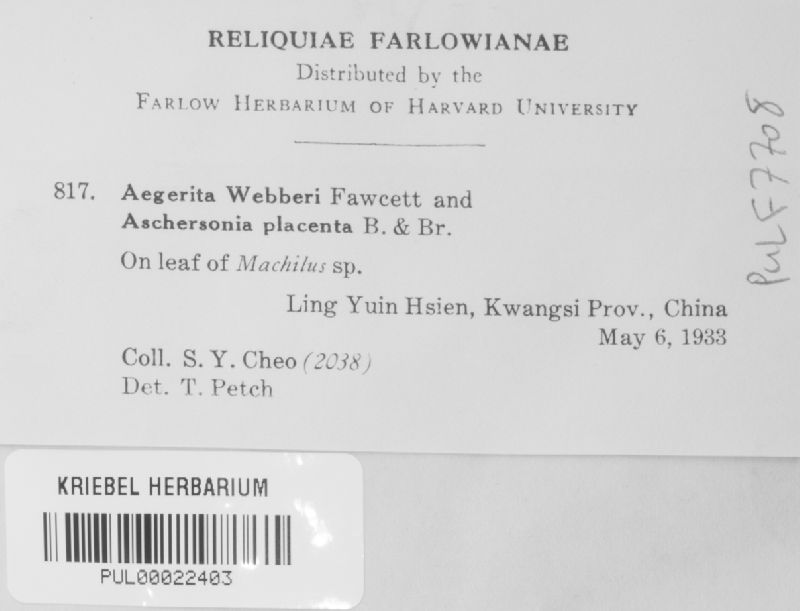 RELIQUIAE FARLOWIANAE
Distributed by the
FARLOW HERBARIUM OF HARVARD UNIVERSITY
817. Aegerita Webberi Fawcett and
Aschersonia placenta B. & Br.
On leaf of Machilus sp.
Ling Yuin Hsien, Kwangsi Prov., China
May 6, 1933
Coll. S. Y. Cheo (2038)
Det. T. Petch
PUL F7708
KRIEBEL HERBARIUM
PUL00022403